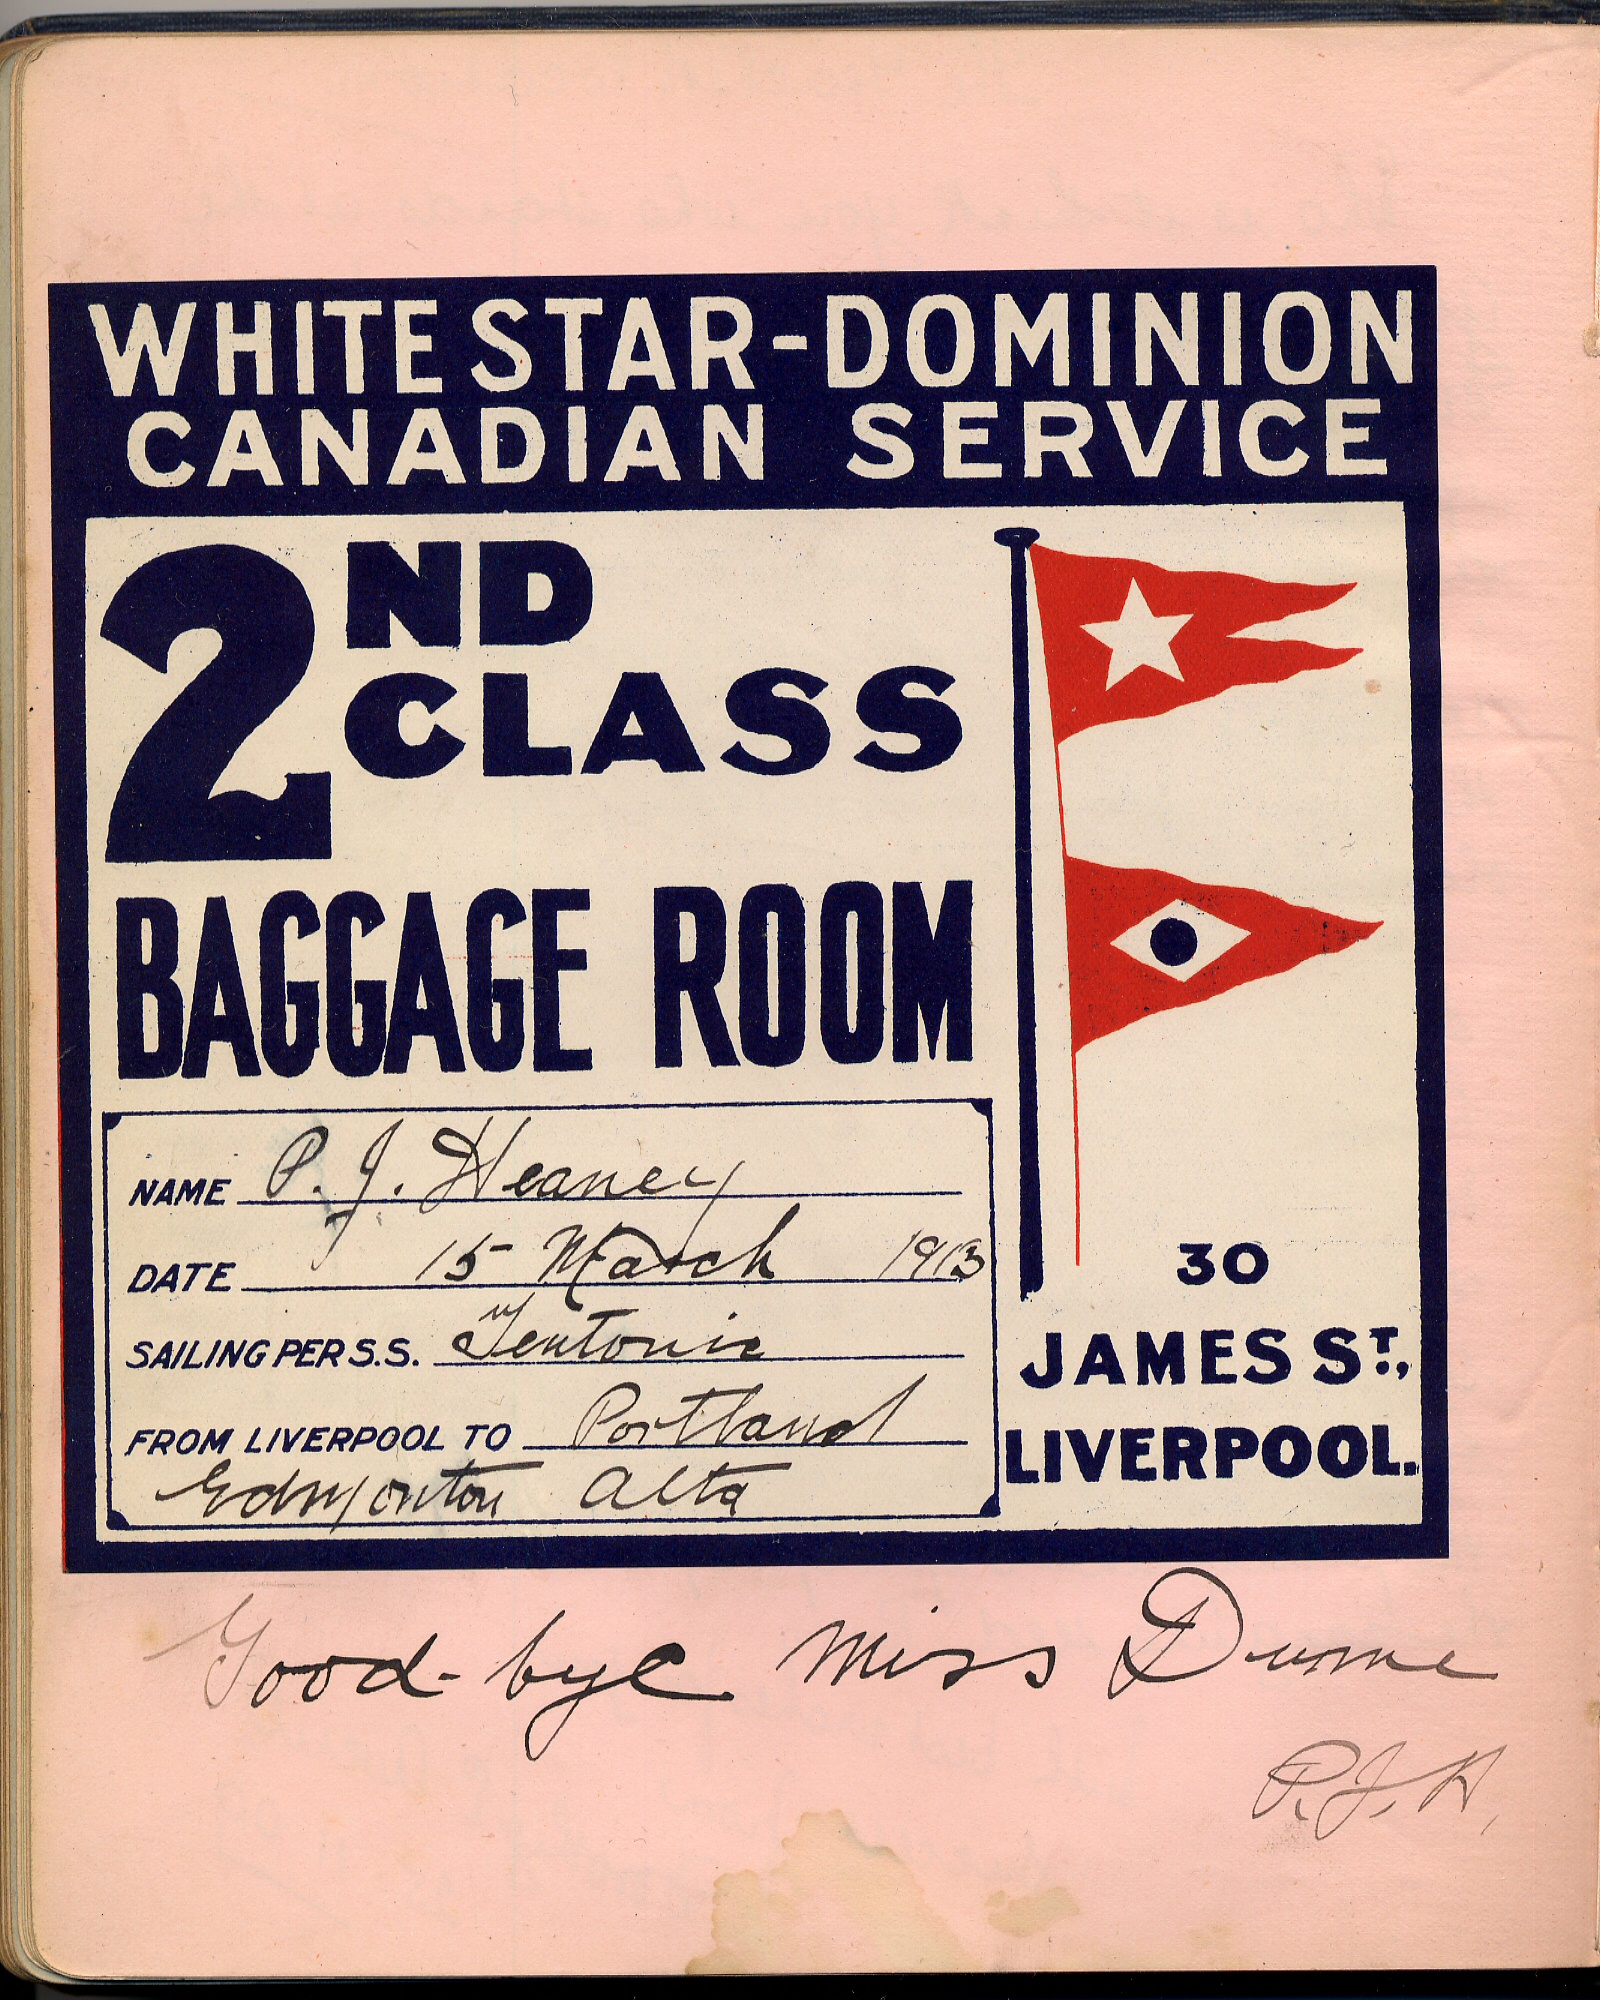 WHITE STAR-DOMINION
CANADIAN SERVICE
2ND
CLASS
BAGGAGE ROOM
NAME P. J. Heaney
DATE 15 March 1913
SAILING PER S.S. Teutonic
FROM LIVERPOOL TO Portland
Edmonton Alta
30
JAMES ST.,
LIVERPOOL.
Good-bye Miss Dunne
P. J. H.